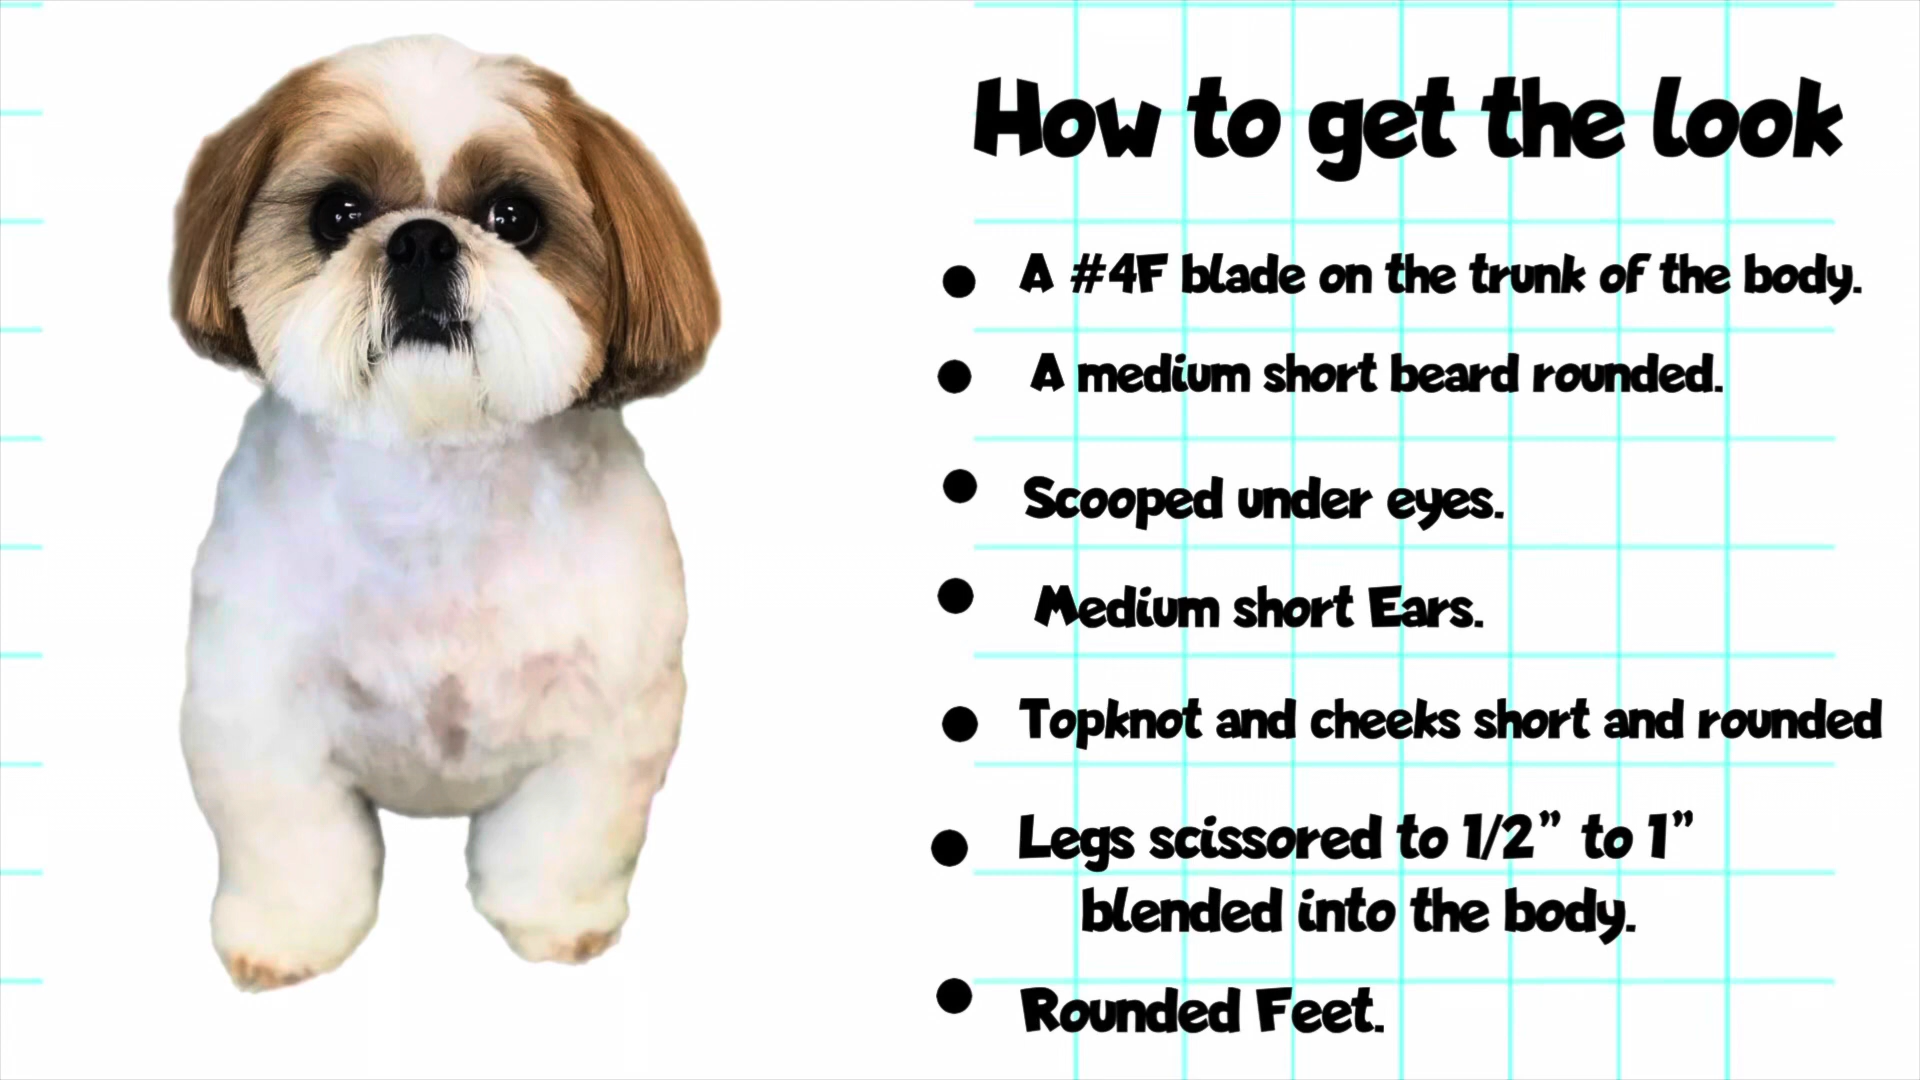 How to get the look
• A #4F blade on the trunk of the body.
• A medium short beard rounded.
• Scooped under eyes.
• Medium short Ears.
• Topknot and cheeks short and rounded
• Legs scissored to 1/2” to 1”
blended into the body.
• Rounded Feet.